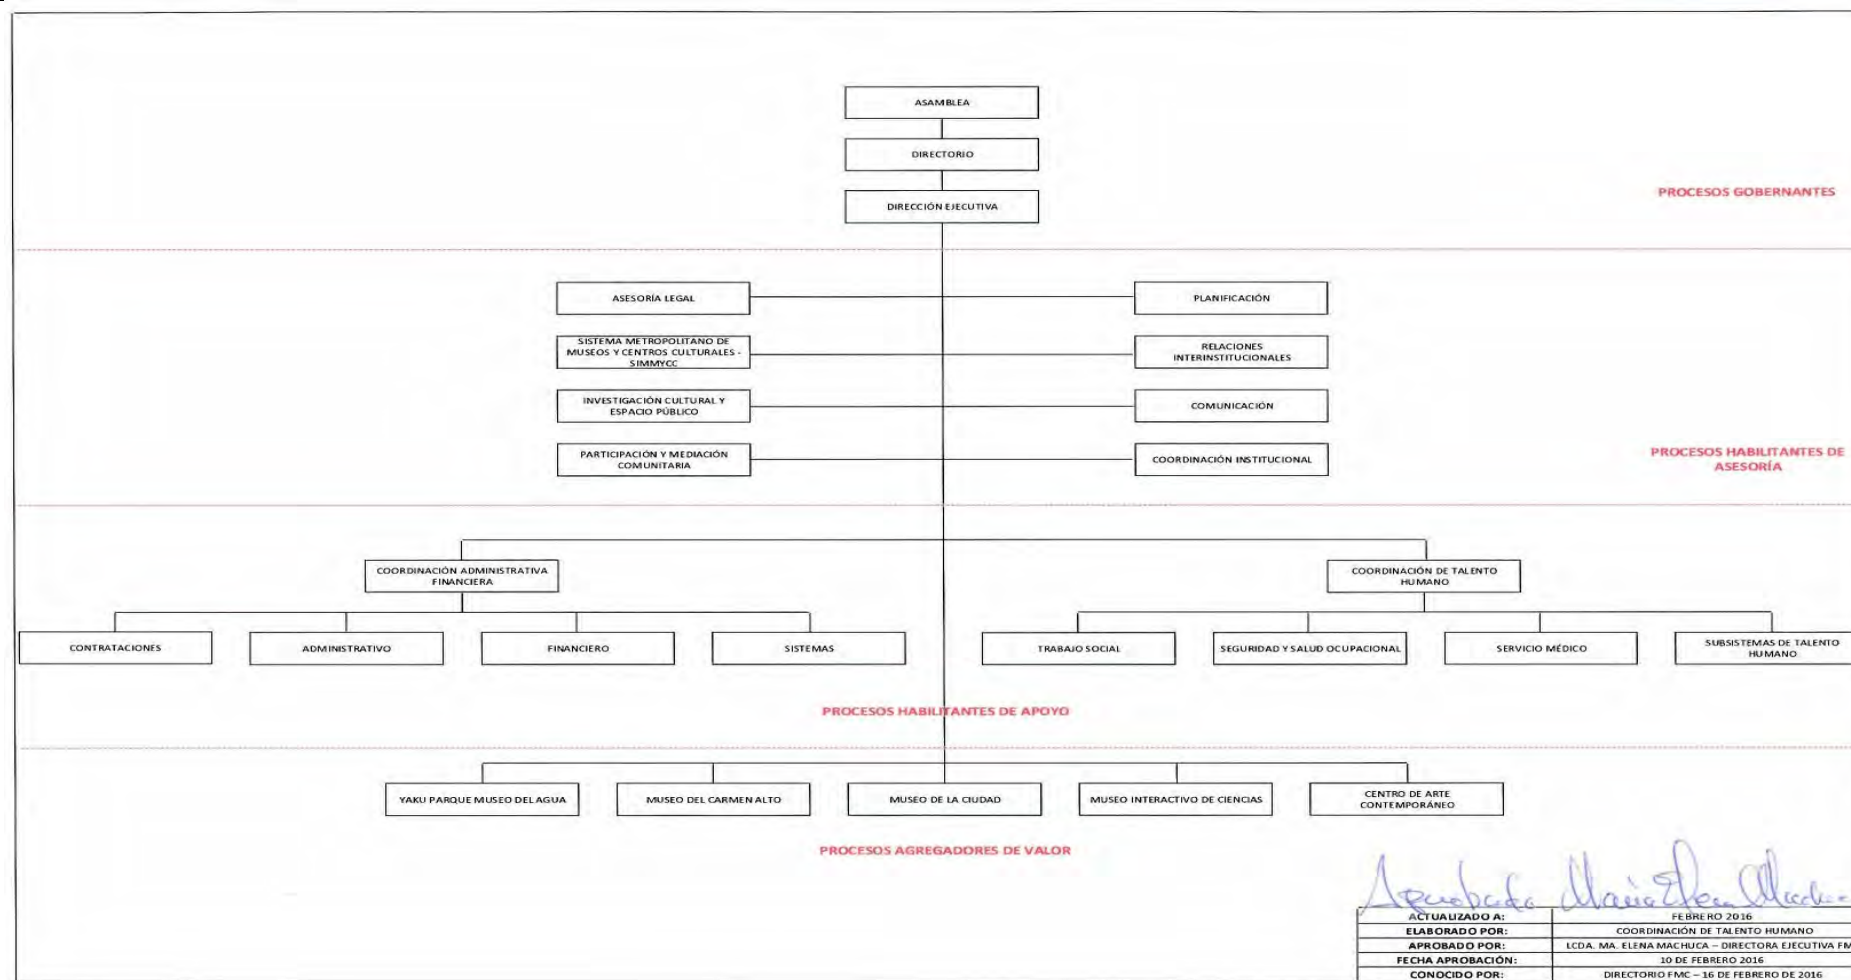 ASAMBLEA
DIRECTORIO
DIRECCIÓN EJECUTIVA
PROCESOS GOBERNANTES
ASESORÍA LEGAL
PLANIFICACIÓN
SISTEMA METROPOLITANO DE
MUSEOS Y CENTROS CULTURALES -
SIMMYCC
RELACIONES
INTERINSTITUCIONALES
INVESTIGACIÓN CULTURAL Y
ESPACIO PÚBLICO
COMUNICACIÓN
PARTICIPACIÓN Y MEDIACIÓN
COMUNITARIA
COORDINACIÓN INSTITUCIONAL
PROCESOS HABILITANTES DE
ASESORÍA
COORDINACIÓN ADMINISTRATIVA
FINANCIERA
COORDINACIÓN DE TALENTO
HUMANO
CONTRATACIONES
ADMINISTRATIVO
FINANCIERO
SISTEMAS
TRABAJO SOCIAL
SEGURIDAD Y SALUD OCUPACIONAL
SERVICIO MÉDICO
SUBSISTEMAS DE TALENTO
HUMANO
PROCESOS HABILITANTES DE APOYO
YAKU PARQUE MUSEO DEL AGUA
MUSEO DEL CARMEN ALTO
MUSEO DE LA CIUDAD
MUSEO INTERACTIVO DE CIENCIAS
CENTRO DE ARTE
CONTEMPORÁNEO
PROCESOS AGREGADORES DE VALOR
Aprobado María Elena Machuca
ACTUALIZADO A: FEBRERO 2016
ELABORADO POR: COORDINACIÓN DE TALENTO HUMANO
APROBADO POR: LCDA. MA. ELENA MACHUCA – DIRECTORA EJECUTIVA FM
FECHA APROBACIÓN: 10 DE FEBRERO 2016
CONOCIDO POR: DIRECTORIO FMC – 16 DE FEBRERO DE 2016